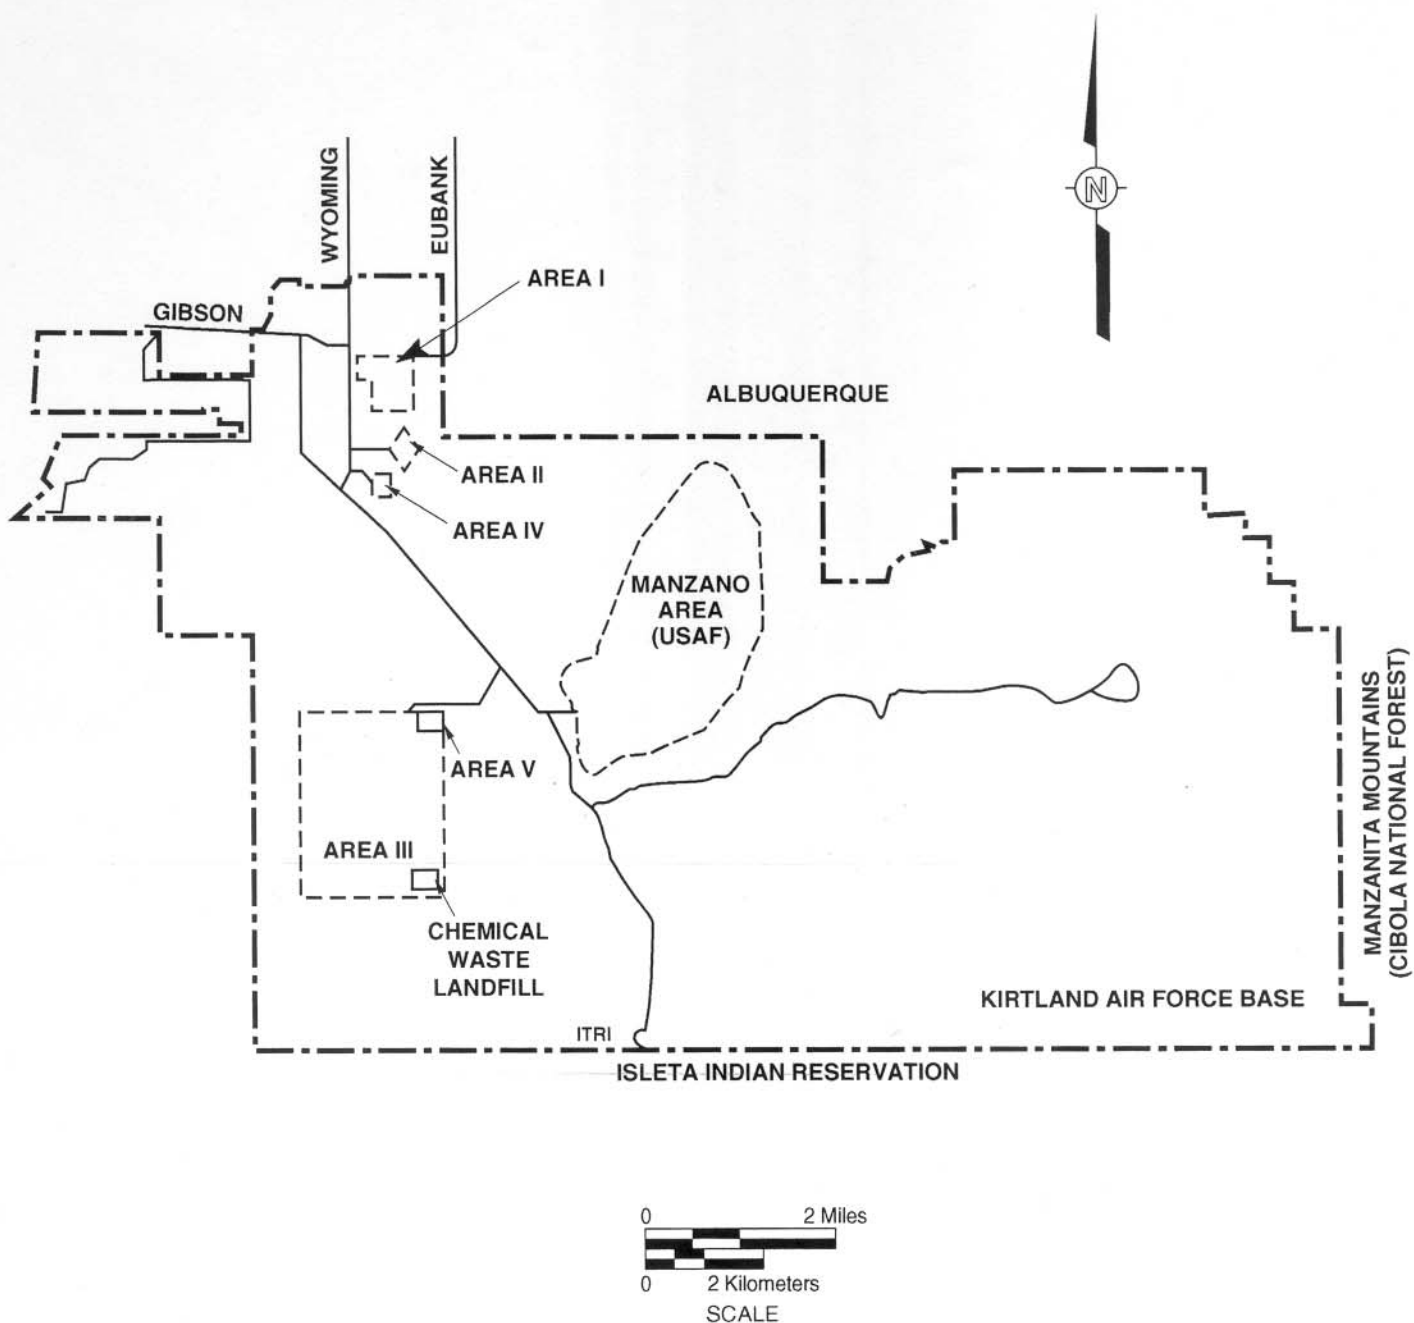 N
WYOMING
EUBANK
AREA I
GIBSON
ALBUQUERQUE
AREA II
AREA IV
MANZANO
AREA
(USAF)
MANZANITA MOUNTAINS
(CIBOLA NATIONAL FOREST)
AREA V
AREA III
CHEMICAL
WASTE
LANDFILL
KIRTLAND AIR FORCE BASE
ITRI
ISLETA INDIAN RESERVATION
0 2 Miles
0 2 Kilometers
SCALE